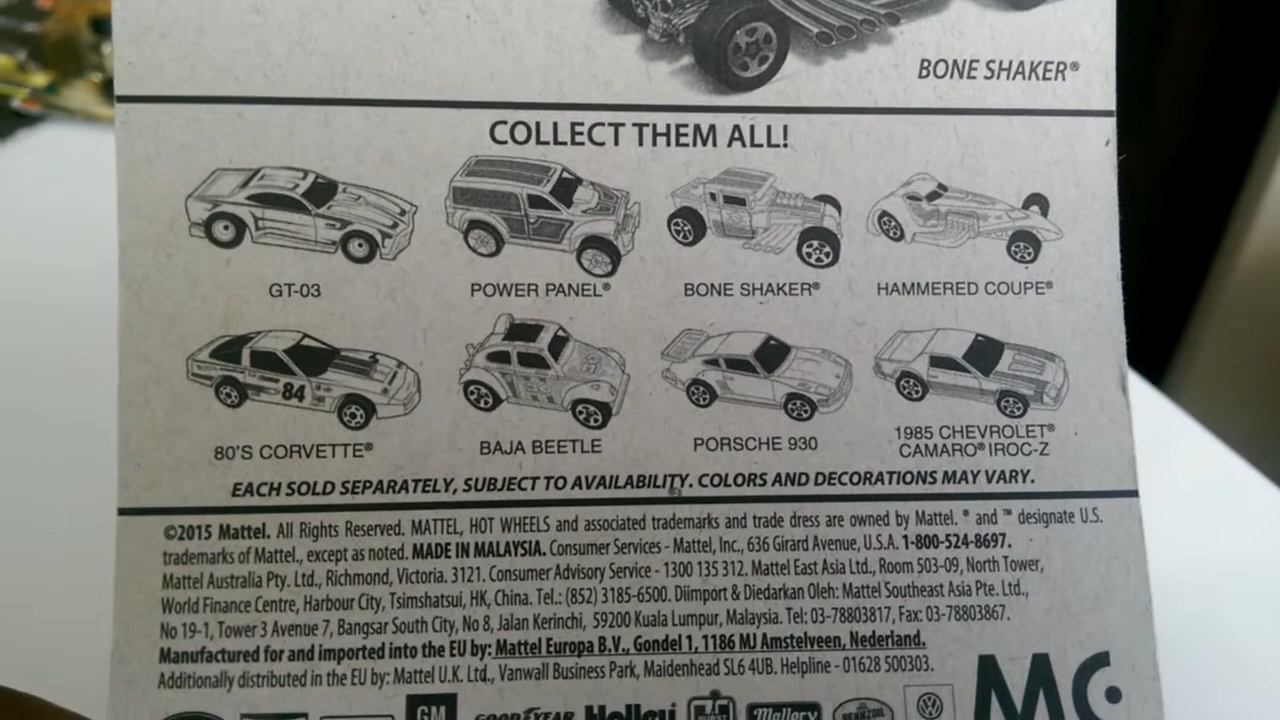 BONE SHAKER®
COLLECT THEM ALL!
GT-03 POWER PANEL® BONE SHAKER® HAMMERED COUPE®
84
80'S CORVETTE® BAJA BEETLE PORSCHE 930 1985 CHEVROLET® CAMARO® IROC-Z
EACH SOLD SEPARATELY, SUBJECT TO AVAILABILITY. COLORS AND DECORATIONS MAY VARY.
©2015 Mattel. All Rights Reserved. MATTEL, HOT WHEELS and associated trademarks and trade dress are owned by Mattel. ® and ™ designate U.S.
trademarks of Mattel., except as noted. MADE IN MALAYSIA. Consumer Services - Mattel, Inc., 636 Girard Avenue, U.S.A. 1-800-524-8697.
Mattel Australia Pty. Ltd., Richmond, Victoria. 3121. Consumer Advisory Service - 1300 135 312. Mattel East Asia Ltd., Room 503-09, North Tower,
World Finance Centre, Harbour City, Tsimshatsui, HK, China. Tel.: (852) 3185-6500. Diimport & Diedarkan Oleh: Mattel Southeast Asia Pte. Ltd.,
No 19-1, Tower 3 Avenue 7, Bangsar South City, No 8, Jalan Kerinchi, 59200 Kuala Lumpur, Malaysia. Tel: 03-78803817, Fax: 03-78803867.
Manufactured for and imported into the EU by: Mattel Europa B.V., Gondel 1, 1186 MJ Amstelveen, Nederland.
Additionally distributed in the EU by: Mattel U.K. Ltd., Vanwall Business Park, Maidenhead SL6 4UB. Helpline - 01628 500303.
GM GOODYEAR Holley HURST Mallory PENNZOIL